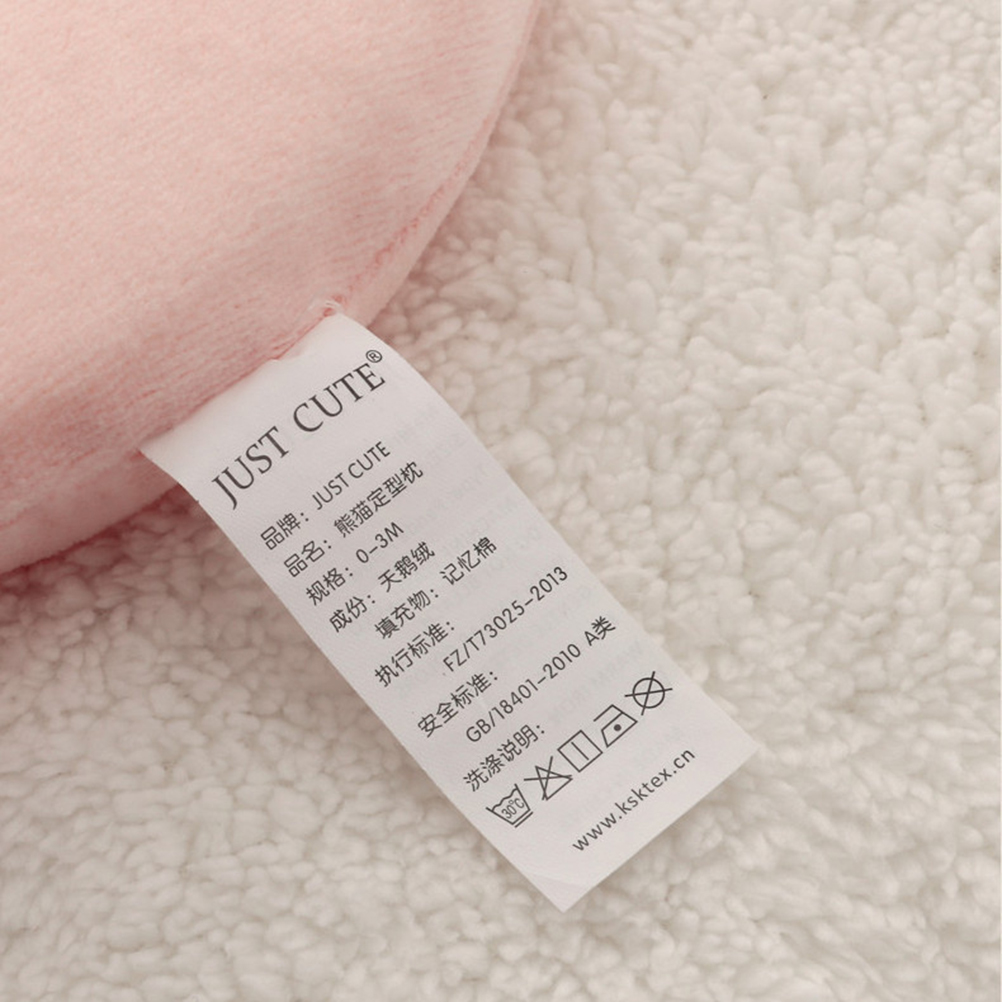 JUST CUTE®
品牌：JUST CUTE
品名：熊猫定型枕
规格：0-3M
成份：天鹅绒
填充物：记忆棉
执行标准：
FZ/T73025-2013
安全标准：
GB/18401-2010 A类
洗涤说明：
30℃
www.ksktex.cn